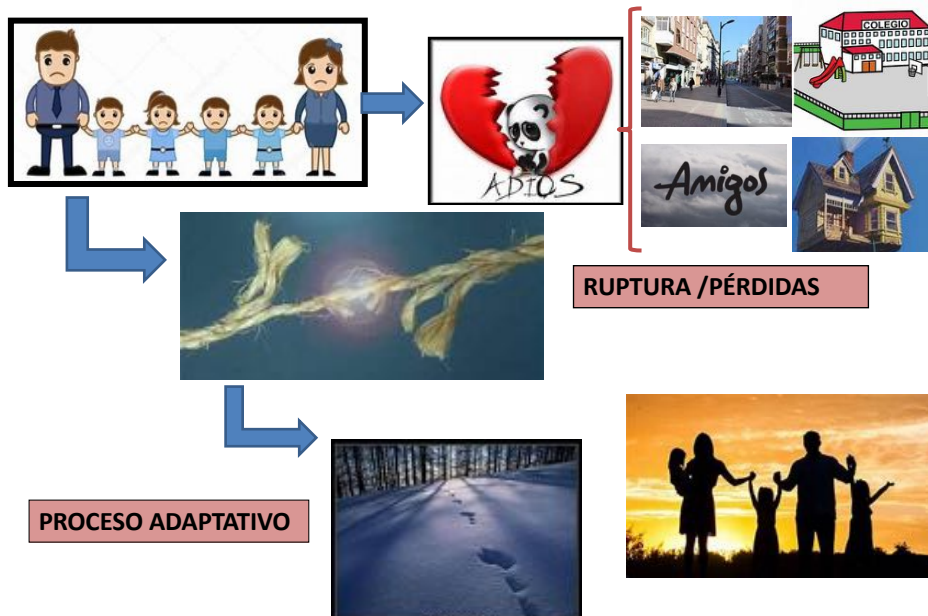 COLEGIO
ADIOS
Amigos
RUPTURA /PÉRDIDAS
PROCESO ADAPTATIVO